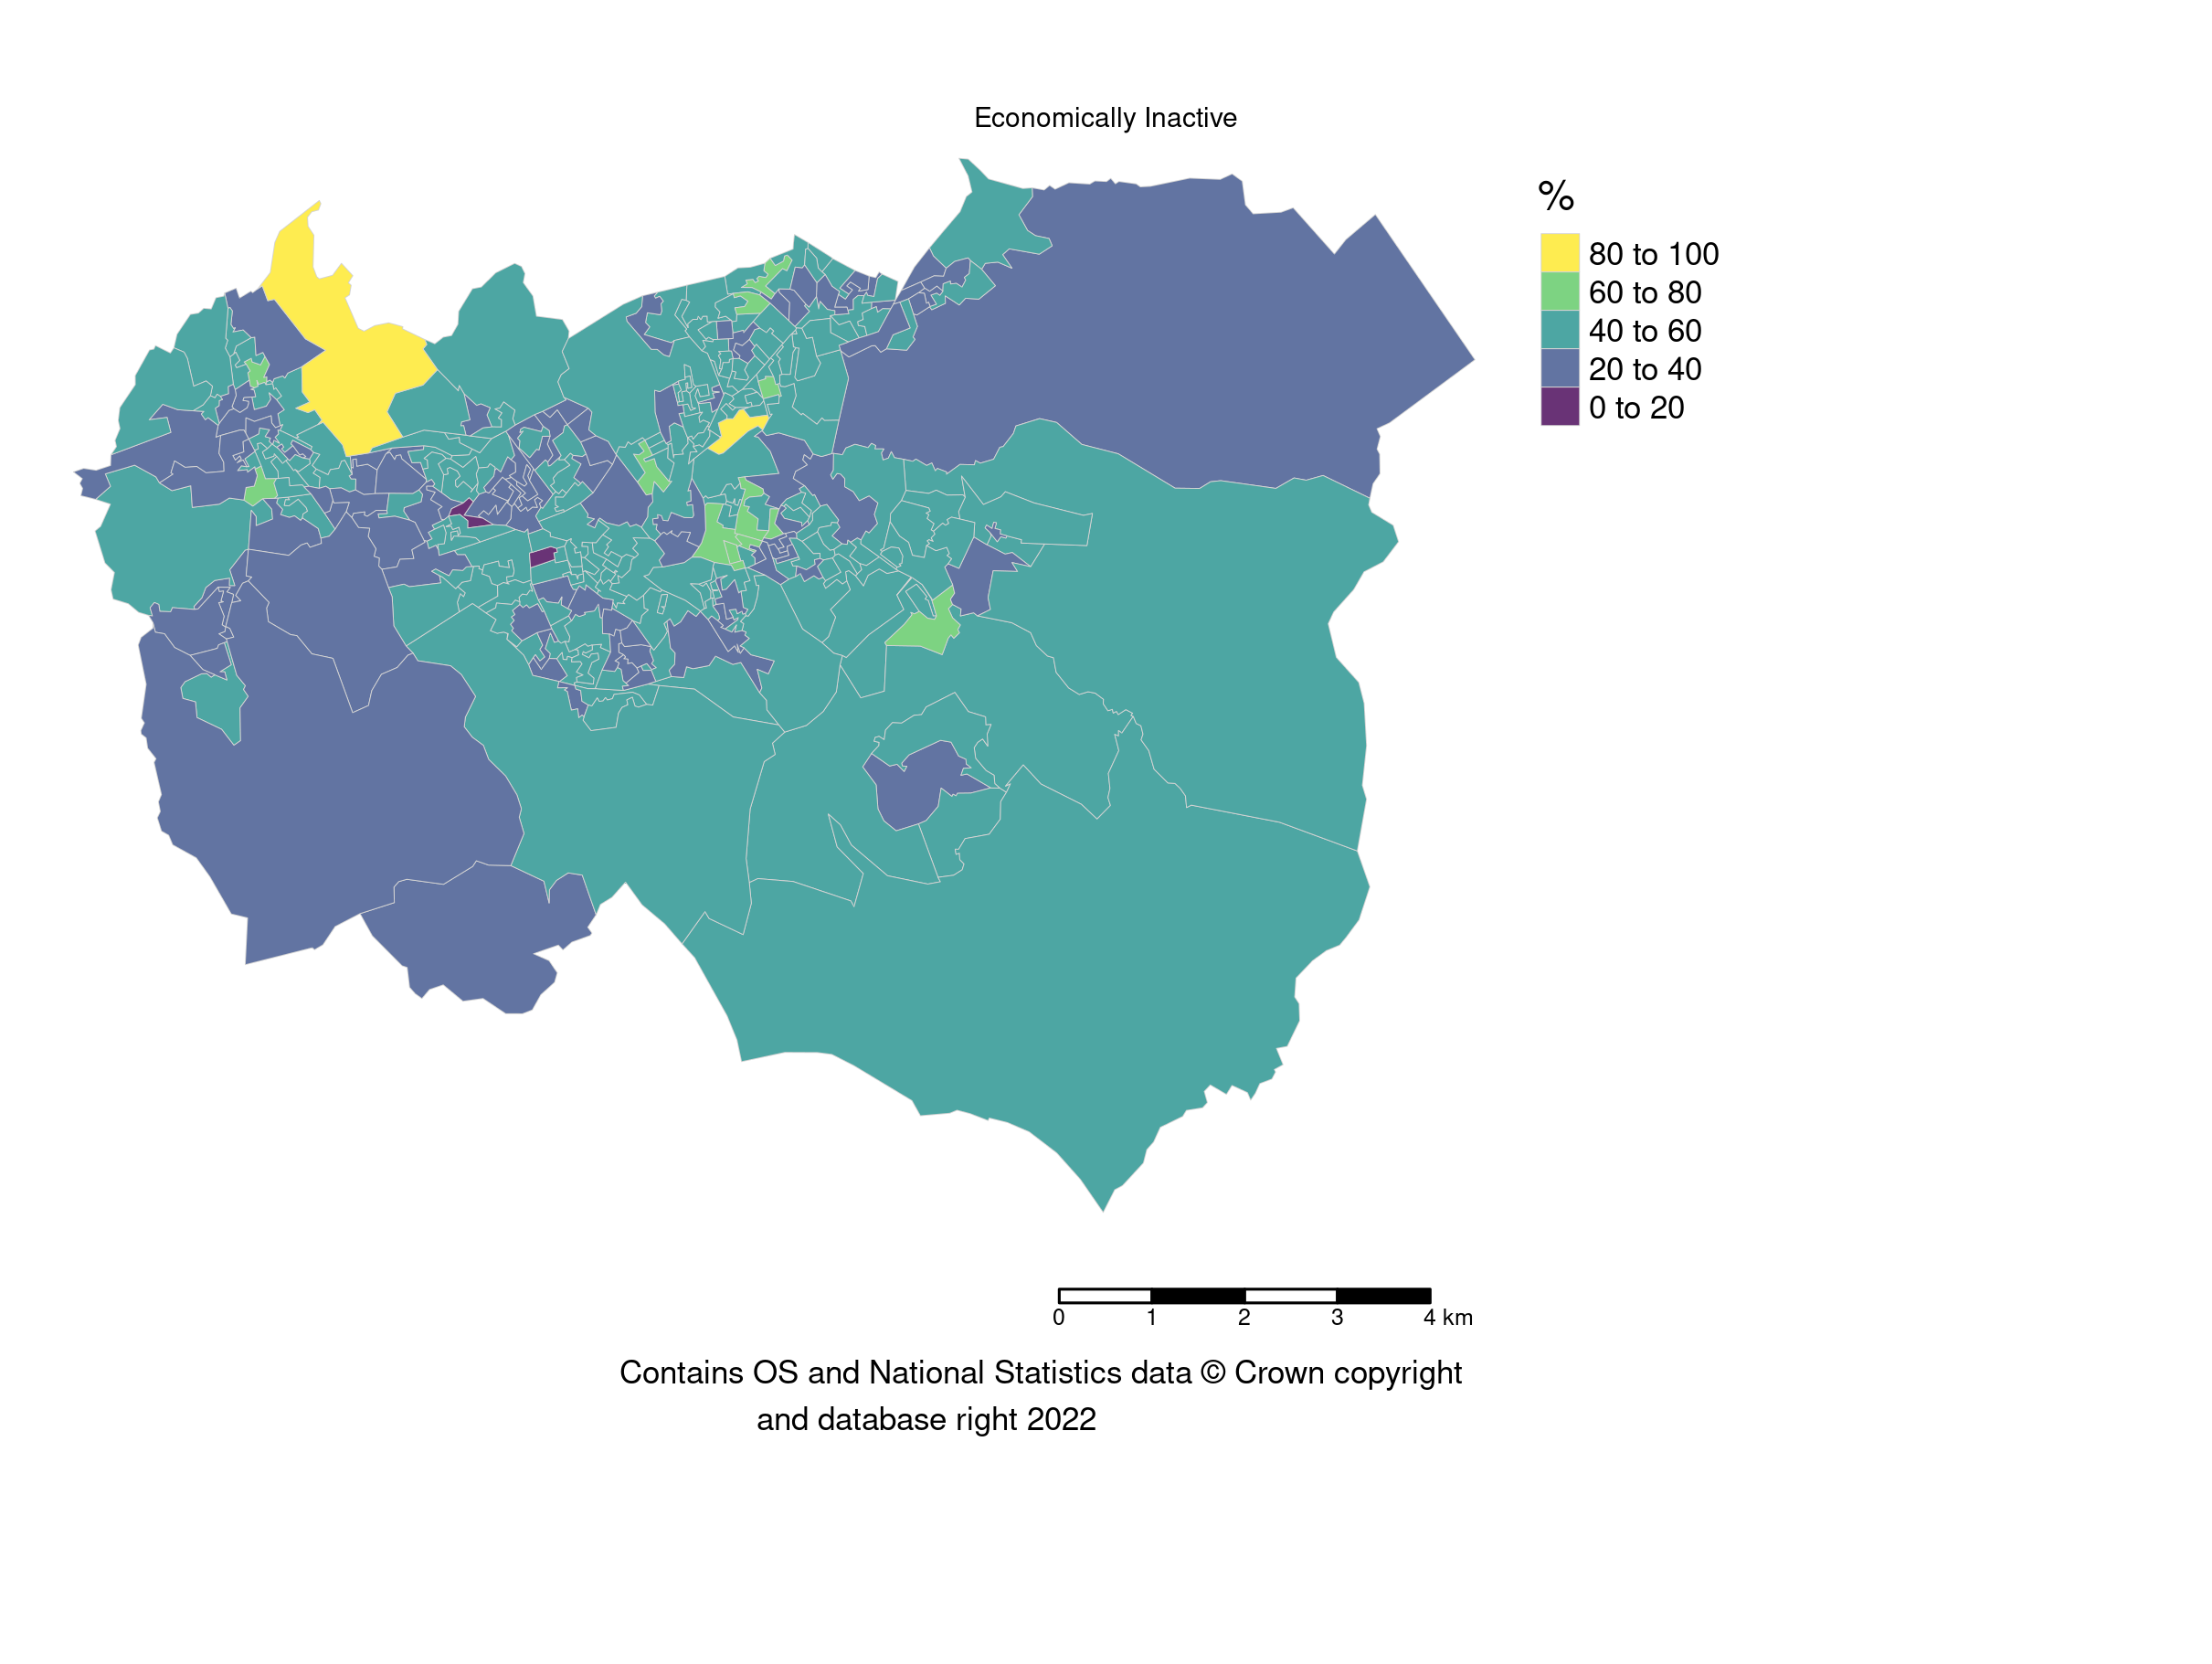 Economically Inactive
%
80 to 100
60 to 80
40 to 60
20 to 40
0 to 20
0 1 2 3 4 km
Contains OS and National Statistics data © Crown copyright
and database right 2022